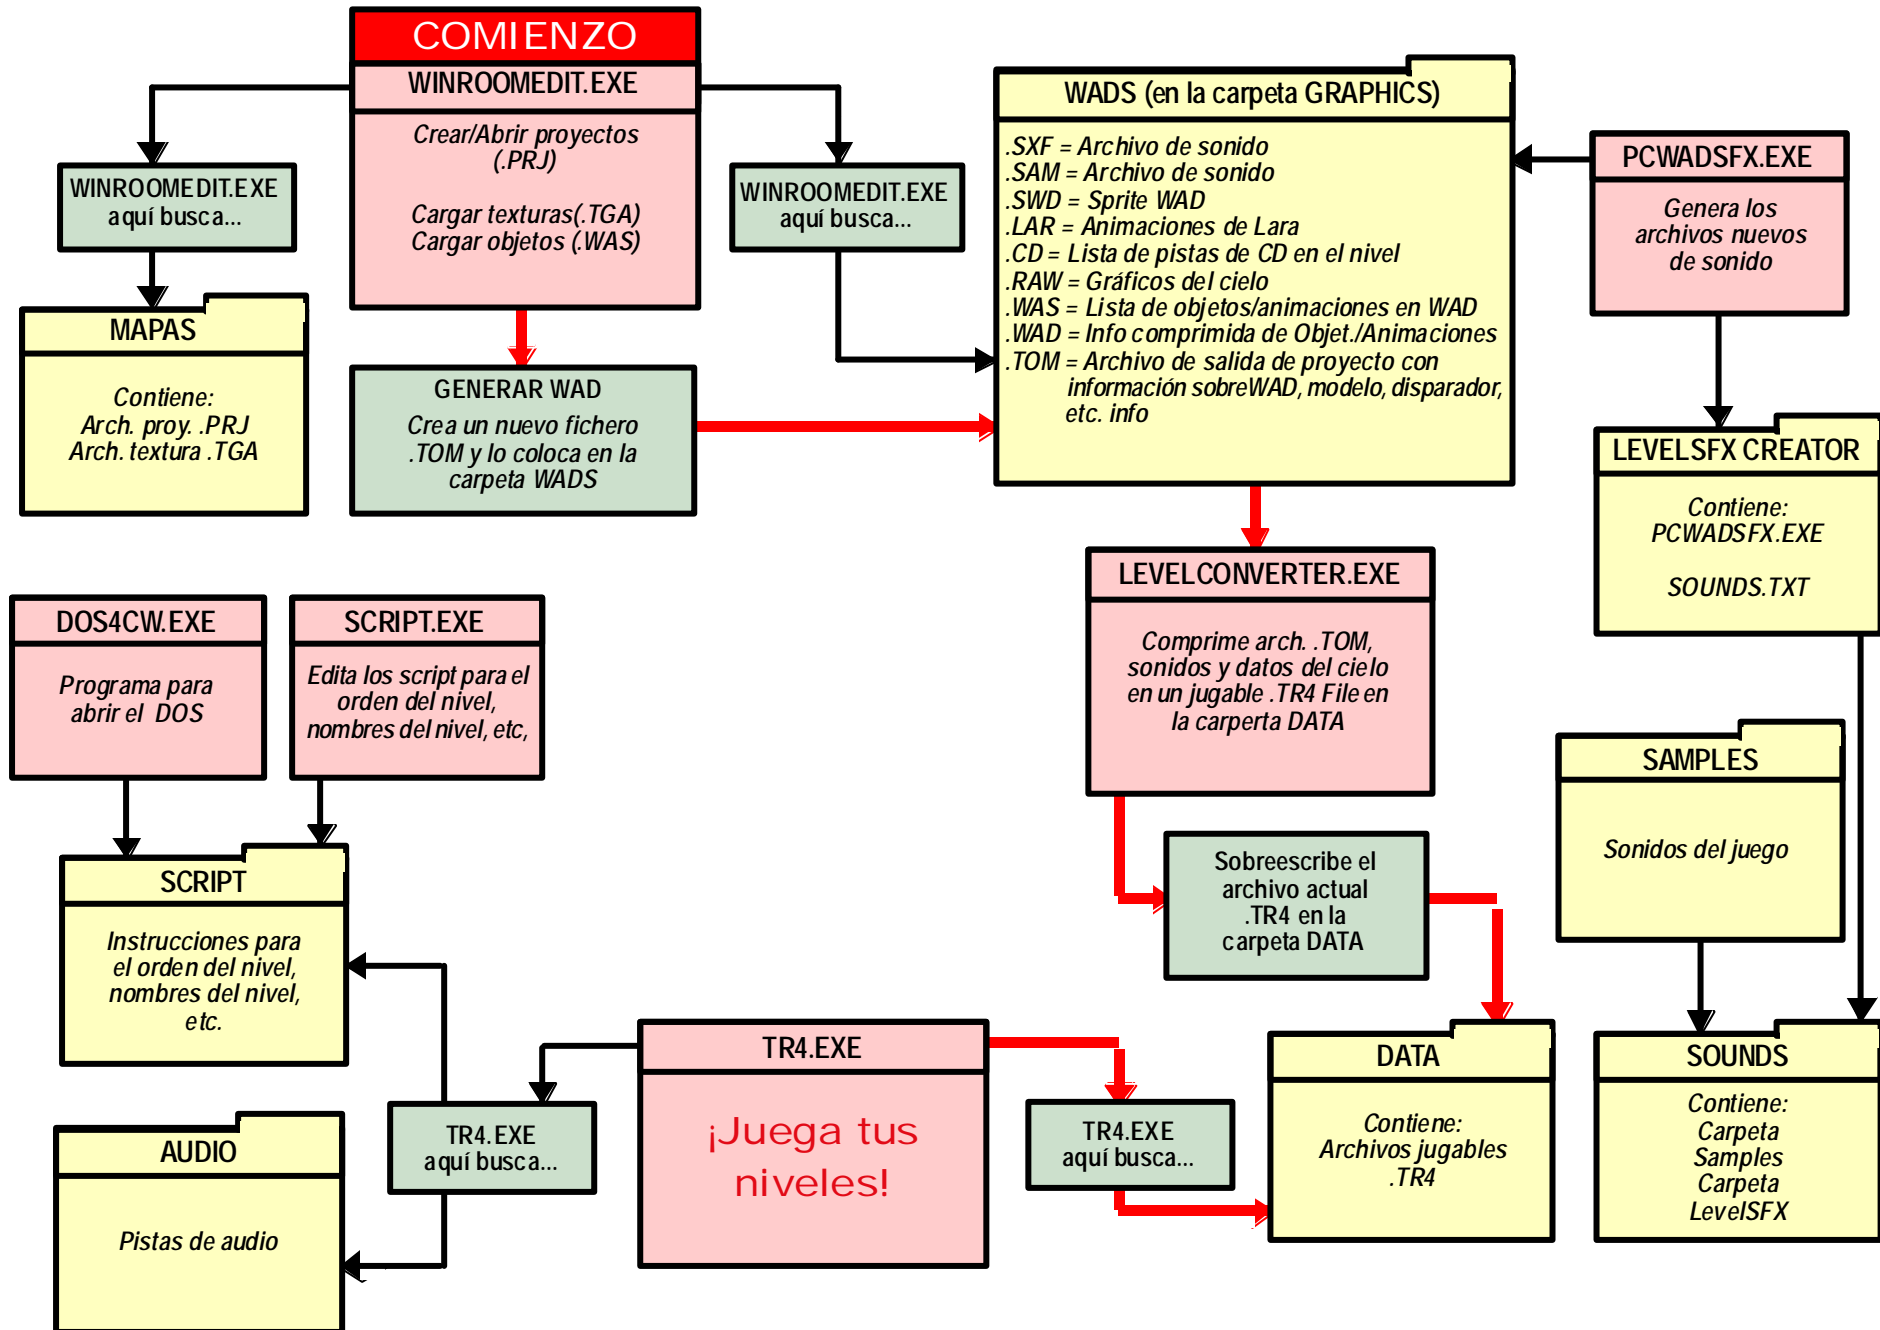 COMIENZO
WINROOMEDIT.EXE
Crear/Abrir proyectos
(.PRJ)
Cargar texturas(.TGA)
Cargar objetos (.WAS)
WINROOMEDIT.EXE
aquí busca...
WINROOMEDIT.EXE
aquí busca...
MAPAS
Contiene:
Arch. proy. .PRJ
Arch. textura .TGA
GENERAR WAD
Crea un nuevo fichero
.TOM y lo coloca en la
carpeta WADS
WADS (en la carpeta GRAPHICS)
.SXF = Archivo de sonido
.SAM = Archivo de sonido
.SWD = Sprite WAD
.LAR = Animaciones de Lara
.CD = Lista de pistas de CD en el nivel
.RAW = Gráficos del cielo
.WAS = Lista de objetos/animaciones en WAD
.WAD = Info comprimida de Objet./Animaciones
.TOM = Archivo de salida de proyecto con
información sobreWAD, modelo, disparador,
etc. info
PCWADSFX.EXE
Genera los
archivos nuevos
de sonido
LEVELSFX CREATOR
Contiene:
PCWADSFX.EXE
SOUNDS.TXT
LEVELCONVERTER.EXE
Comprime arch. .TOM,
sonidos y datos del cielo
en un jugable .TR4 File en
la carperta DATA
DOS4CW.EXE
Programa para
abrir el DOS
SCRIPT.EXE
Edita los script para el
orden del nivel,
nombres del nivel, etc,
SAMPLES
Sonidos del juego
Sobreescribe el
archivo actual
.TR4 en la
carpeta DATA
SCRIPT
Instrucciones para
el orden del nivel,
nombres del nivel,
etc.
TR4.EXE
¡Juega tus
niveles!
TR4.EXE
aquí busca...
TR4.EXE
aquí busca...
DATA
Contiene:
Archivos jugables
.TR4
SOUNDS
Contiene:
Carpeta
Samples
Carpeta
LevelSFX
AUDIO
Pistas de audio